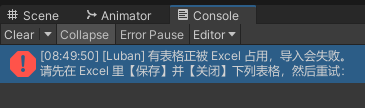 Scene Animator Console
Clear Collapse Error Pause Editor
[08:49:50] [Luban] 有表格正被 Excel 占用，导入会失败。
请先在 Excel 里【保存】并【关闭】下列表格，然后重试：